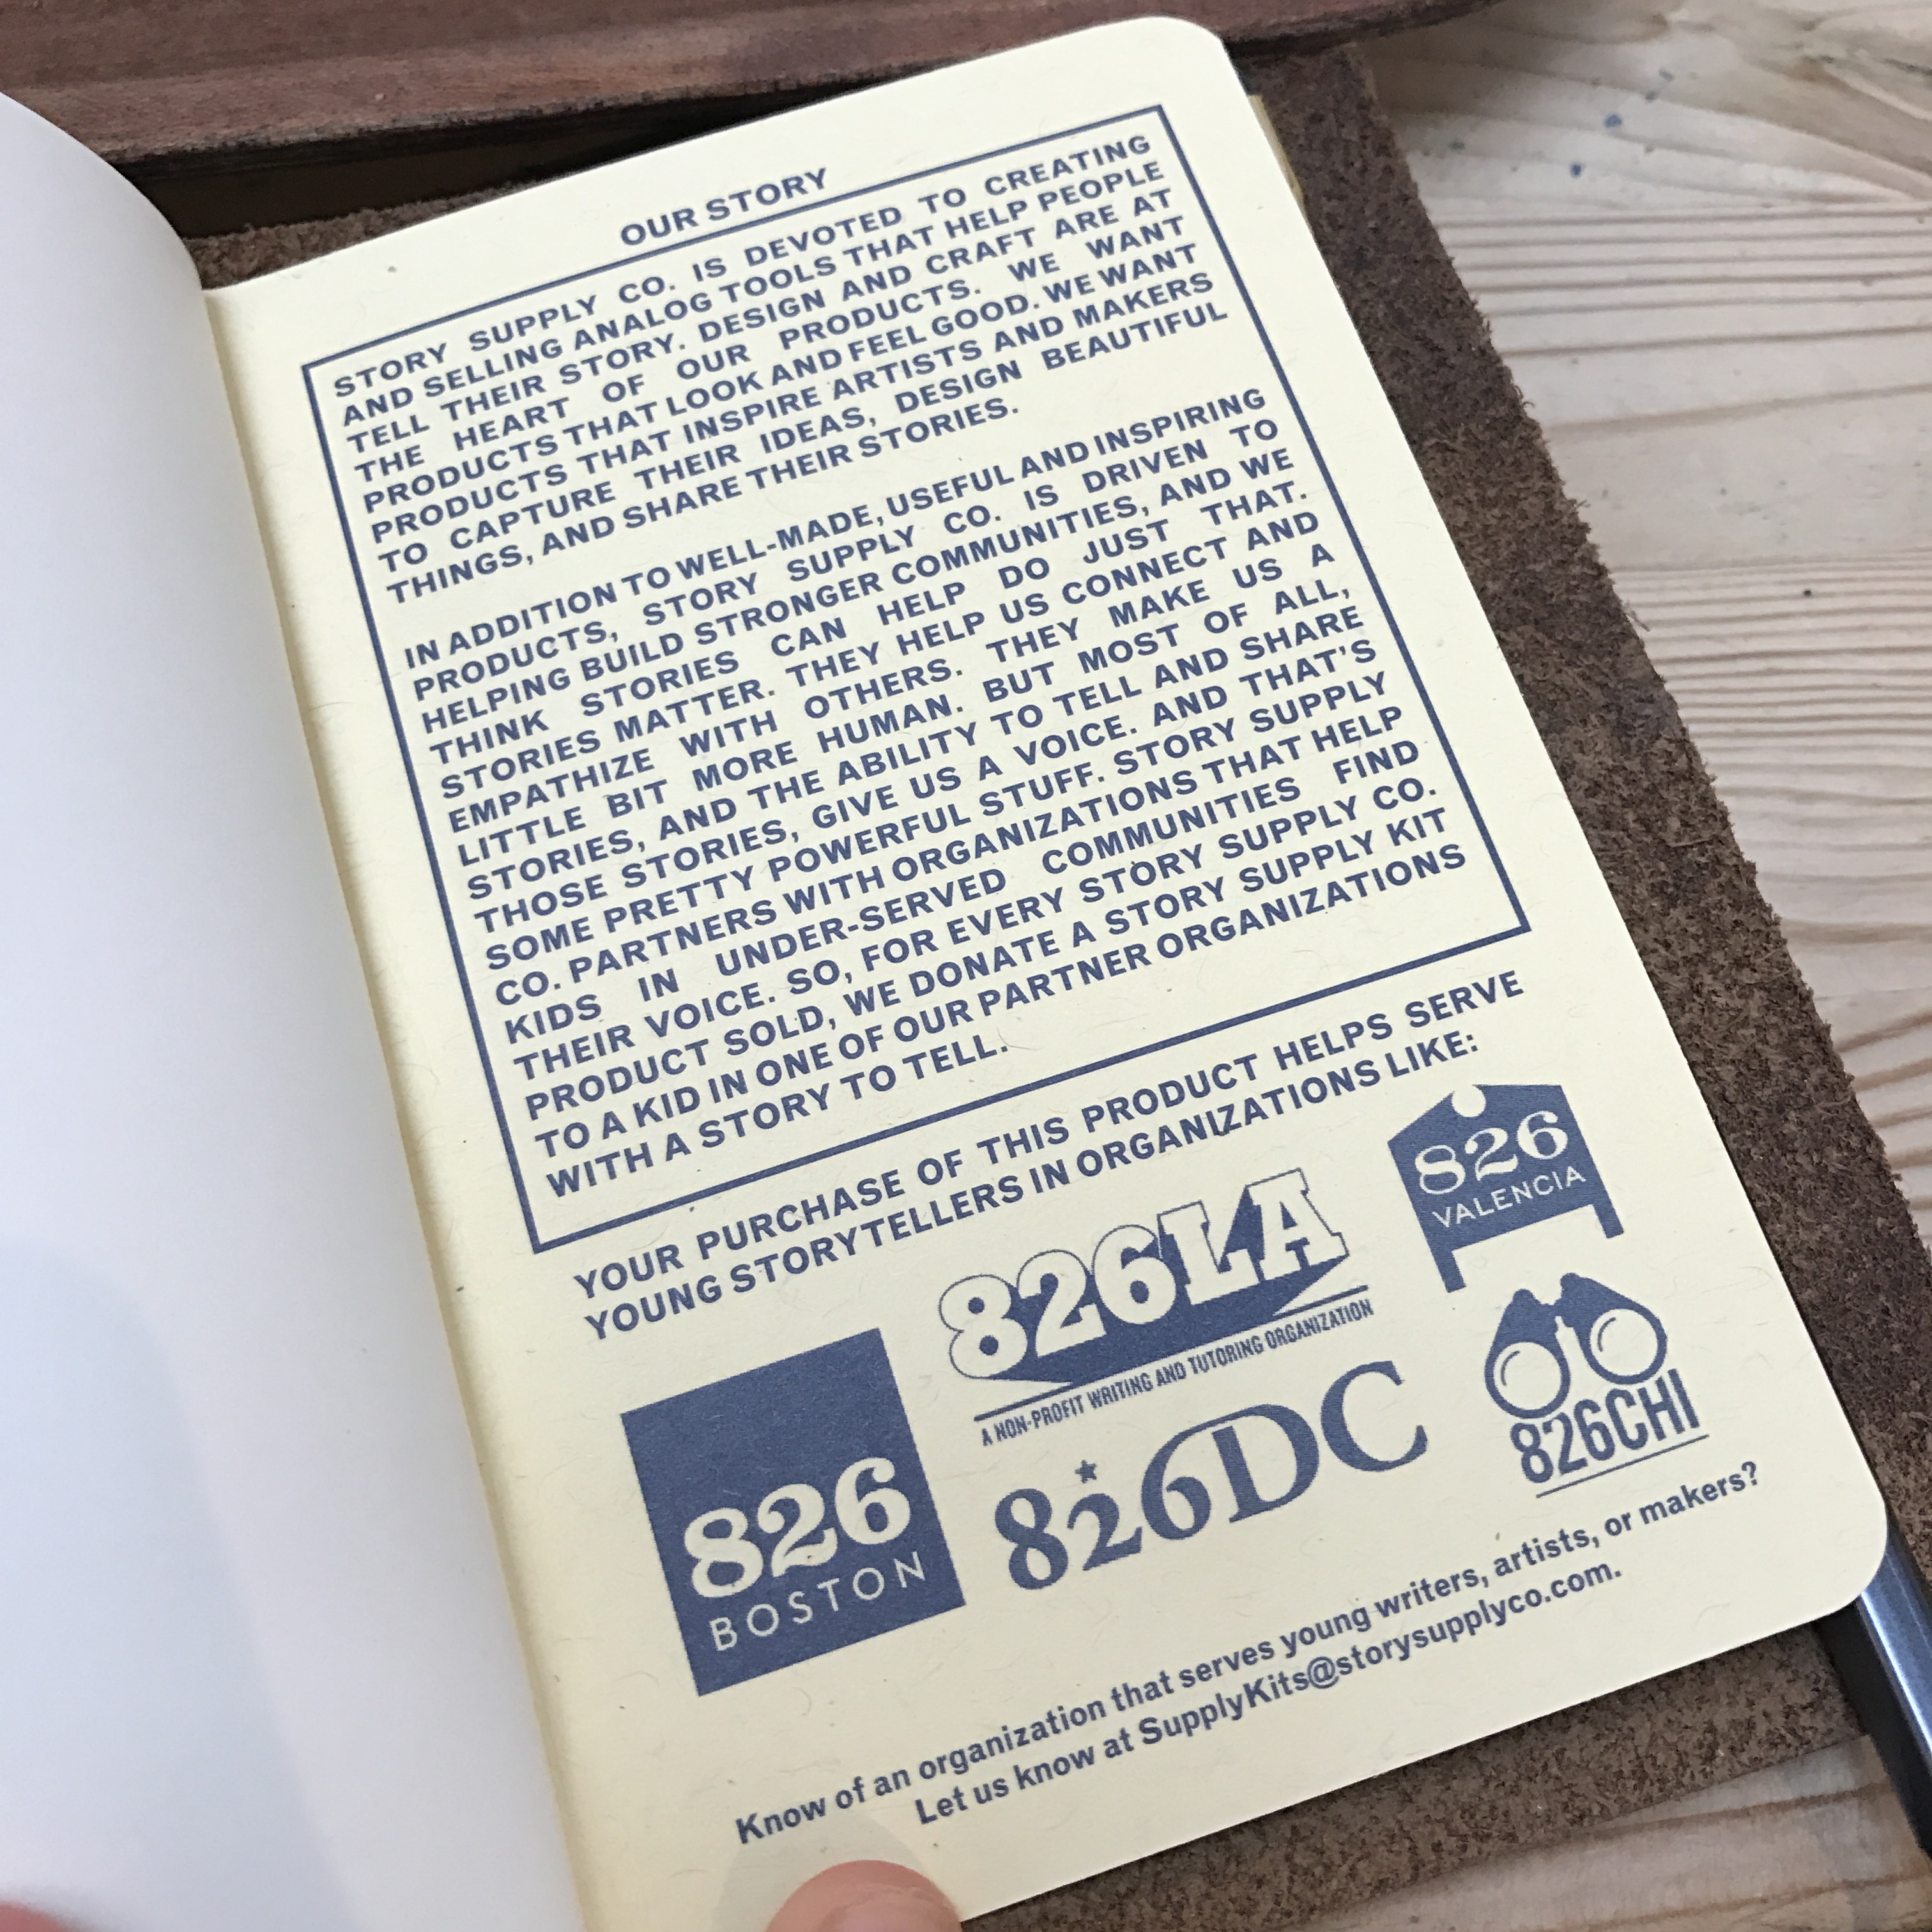 OUR STORY
STORY SUPPLY CO. IS DEVOTED TO CREATING
AND SELLING ANALOG TOOLS THAT HELP PEOPLE
TELL THEIR STORY. DESIGN AND CRAFT ARE AT
THE HEART OF OUR PRODUCTS. WE WANT
PRODUCTS THAT LOOK AND FEEL GOOD. WE WANT
PRODUCTS THAT INSPIRE ARTISTS AND MAKERS
TO CAPTURE THEIR IDEAS, DESIGN BEAUTIFUL
THINGS, AND SHARE THEIR STORIES.
IN ADDITION TO WELL-MADE, USEFUL AND INSPIRING
PRODUCTS, STORY SUPPLY CO. IS DRIVEN TO
HELPING BUILD STRONGER COMMUNITIES, AND WE
THINK STORIES CAN HELP DO JUST THAT.
STORIES MATTER. THEY HELP US CONNECT AND
EMPATHIZE WITH OTHERS. THEY MAKE US A
LITTLE BIT MORE HUMAN. BUT MOST OF ALL,
STORIES, AND THE ABILITY TO TELL AND SHARE
THOSE STORIES, GIVE US A VOICE. AND THAT'S
SOME PRETTY POWERFUL STUFF. STORY SUPPLY
CO. PARTNERS WITH ORGANIZATIONS THAT HELP
KIDS IN UNDER-SERVED COMMUNITIES FIND
THEIR VOICE. SO, FOR EVERY STORY SUPPLY CO.
PRODUCT SOLD, WE DONATE A STORY SUPPLY KIT
TO A KID IN ONE OF OUR PARTNER ORGANIZATIONS
WITH A STORY TO TELL.
YOUR PURCHASE OF THIS PRODUCT HELPS SERVE
YOUNG STORYTELLERS IN ORGANIZATIONS LIKE:
826
BOSTON
826LA
A NON-PROFIT WRITING AND TUTORING ORGANIZATION
826
VALENCIA
826DC
826CHI
Know of an organization that serves young writers, artists, or makers?
Let us know at SupplyKits@storysupplyco.com.